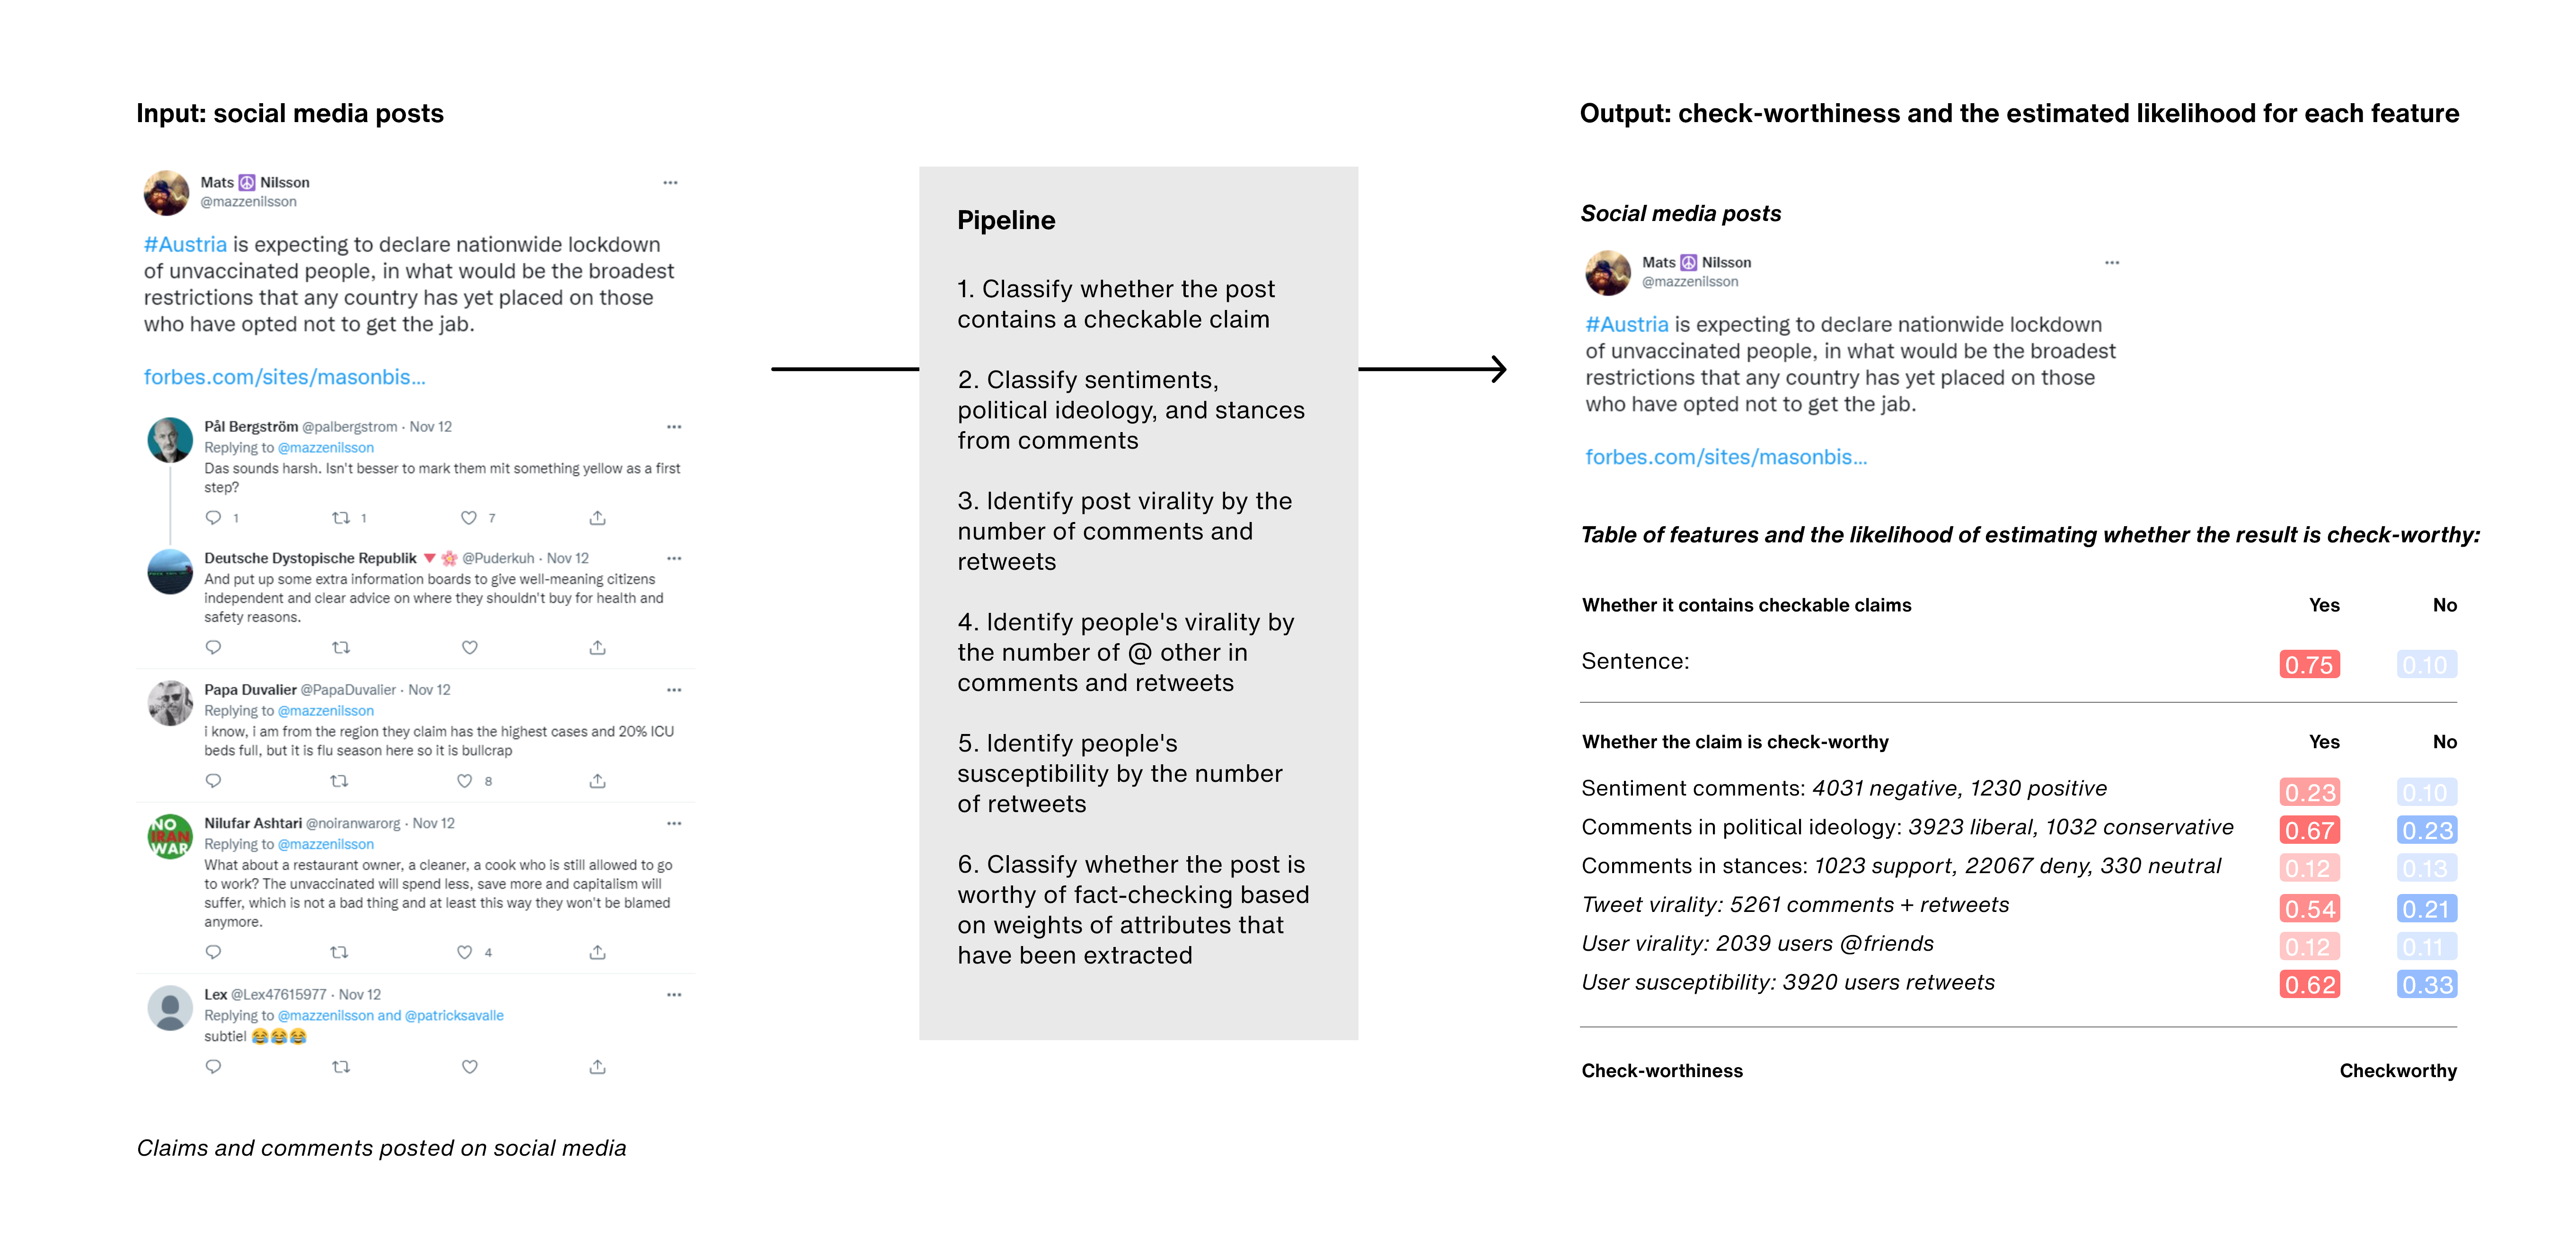 Input: social media posts
Mats ☮ Nilsson
@mazzenilsson
#Austria is expecting to declare nationwide lockdown
of unvaccinated people, in what would be the broadest
restrictions that any country has yet placed on those
who have opted not to get the jab.
forbes.com/sites/masonbis...
Pål Bergström @palbergstrom · Nov 12
Replying to @mazzenilsson
Das sounds harsh. Isn't besser to mark them mit something yellow as a first
step?
1 1 7
Deutsche Dystopische Republik 🔻🌸 @Puderkuh · Nov 12
And put up some extra information boards to give well-meaning citizens
independent and clear advice on where they shouldn't buy for health and
safety reasons.
Papa Duvalier @PapaDuvalier · Nov 12
Replying to @mazzenilsson
i know, i am from the region they claim has the highest cases and 20% ICU
beds full, but it is flu season here so it is bullcrap
8
NO
IRAN
WAR
Nilufar Ashtari @noiranwarorg · Nov 12
Replying to @mazzenilsson
What about a restaurant owner, a cleaner, a cook who is still allowed to go
to work? The unvaccinated will spend less, save more and capitalism will
suffer, which is not a bad thing and at least this way they won't be blamed
anymore.
4
Lex @Lex47615977 · Nov 12
Replying to @mazzenilsson and @patricksavalle
subtiel 😂😂😂
Claims and comments posted on social media
Pipeline
1. Classify whether the post
contains a checkable claim
2. Classify sentiments,
political ideology, and stances
from comments
3. Identify post virality by the
number of comments and
retweets
4. Identify people's virality by
the number of @ other in
comments and retweets
5. Identify people's
susceptibility by the number
of retweets
6. Classify whether the post is
worthy of fact-checking based
on weights of attributes that
have been extracted
Output: check-worthiness and the estimated likelihood for each feature
Social media posts
Mats ☮ Nilsson
@mazzenilsson
#Austria is expecting to declare nationwide lockdown
of unvaccinated people, in what would be the broadest
restrictions that any country has yet placed on those
who have opted not to get the jab.
forbes.com/sites/masonbis...
Table of features and the likelihood of estimating whether the result is check-worthy:
Whether it contains checkable claims Yes No
Sentence: 0.75 0.10
Whether the claim is check-worthy Yes No
Sentiment comments: 4031 negative, 1230 positive 0.23 0.10
Comments in political ideology: 3923 liberal, 1032 conservative 0.67 0.23
Comments in stances: 1023 support, 22067 deny, 330 neutral 0.12 0.13
Tweet virality: 5261 comments + retweets 0.54 0.21
User virality: 2039 users @friends 0.12 0.11
User susceptibility: 3920 users retweets 0.62 0.33
Check-worthiness Checkworthy